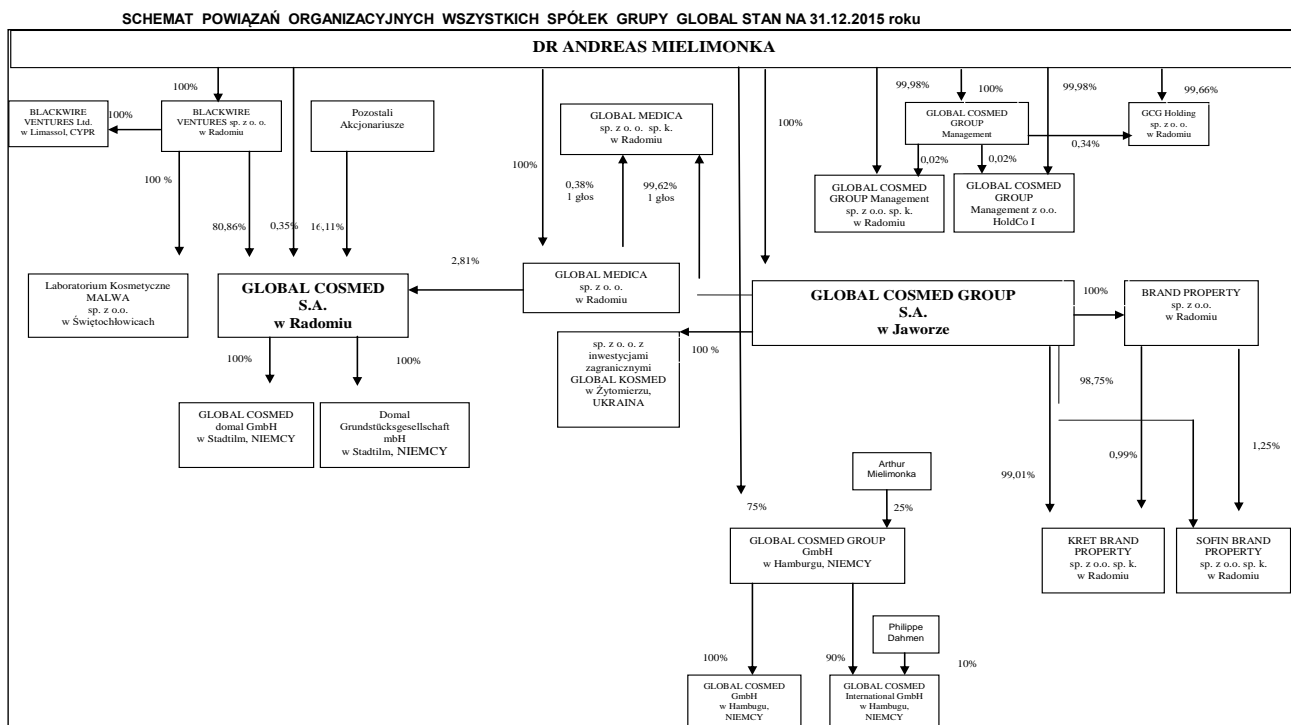 SCHEMAT POWIĄZAŃ ORGANIZACYJNYCH WSZYSTKICH SPÓŁEK GRUPY GLOBAL STAN NA 31.12.2015 roku
DR ANDREAS MIELIMONKA
100%
99,98%
100%
99,98%
99,66%
BLACKWIRE
VENTURES Ltd.
w Limassol, CYPR
100%
BLACKWIRE
VENTURES sp. z o. o.
w Radomiu
Pozostali
Akcjonariusze
GLOBAL MEDICA
sp. z o. o. sp. k.
w Radomiu
100%
GLOBAL COSMED
GROUP
Management
GCG Holding
sp. z o. o.
w Radomiu
0,34%
100 %
80,86%
0,35%
16,11%
100%
0,38%
1 głos
99,62%
1 głos
0,02%
0,02%
GLOBAL COSMED
GROUP Management
sp. z o.o. sp. k.
w Radomiu
GLOBAL COSMED
GROUP
Management z o.o.
HoldCo I
Laboratorium Kosmetyczne
MALWA
sp. z o.o.
w Świętochłowicach
GLOBAL COSMED
S.A.
w Radomiu
2,81%
GLOBAL MEDICA
sp. z o. o.
w Radomiu
GLOBAL COSMED GROUP
S.A.
w Jaworze
100%
BRAND PROPERTY
sp. z o.o.
w Radomiu
100%
100%
sp. z o. o. z
inwestycjami
zagranicznymi
GLOBAL KOSMED
w Żytomierzu,
UKRAINA
100 %
98,75%
GLOBAL COSMED
domal GmbH
w Stadtilm, NIEMCY
Domal
Grundstücksgesellschaft
mbH
w Stadtilm, NIEMCY
99,01%
0,99%
1,25%
Arthur
Mielimonka
75%
25%
GLOBAL COSMED GROUP
GmbH
w Hamburgu, NIEMCY
KRET BRAND
PROPERTY
sp. z o.o. sp. k.
w Radomiu
SOFIN BRAND
PROPERTY
sp. z o.o. sp. k.
w Radomiu
Philippe
Dahmen
100%
90%
10%
GLOBAL COSMED
GmbH
w Hambugu,
NIEMCY
GLOBAL COSMED
International GmbH
w Hambugu,
NIEMCY